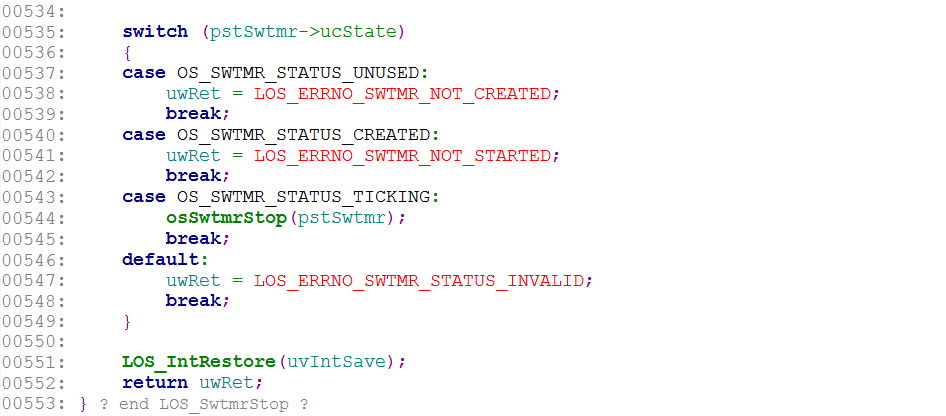 00534:
00535: switch (pstSwtmr->ucState)
00536: {
00537: case OS_SWTMR_STATUS_UNUSED:
00538: uwRet = LOS_ERRNO_SWTMR_NOT_CREATED;
00539: break;
00540: case OS_SWTMR_STATUS_CREATED:
00541: uwRet = LOS_ERRNO_SWTMR_NOT_STARTED;
00542: break;
00543: case OS_SWTMR_STATUS_TICKING:
00544: osSwtmrStop(pstSwtmr);
00545: break;
00546: default:
00547: uwRet = LOS_ERRNO_SWTMR_STATUS_INVALID;
00548: break;
00549: }
00550:
00551: LOS_IntRestore(uvIntSave);
00552: return uwRet;
00553: } ? end LOS_SwtmrStop ?